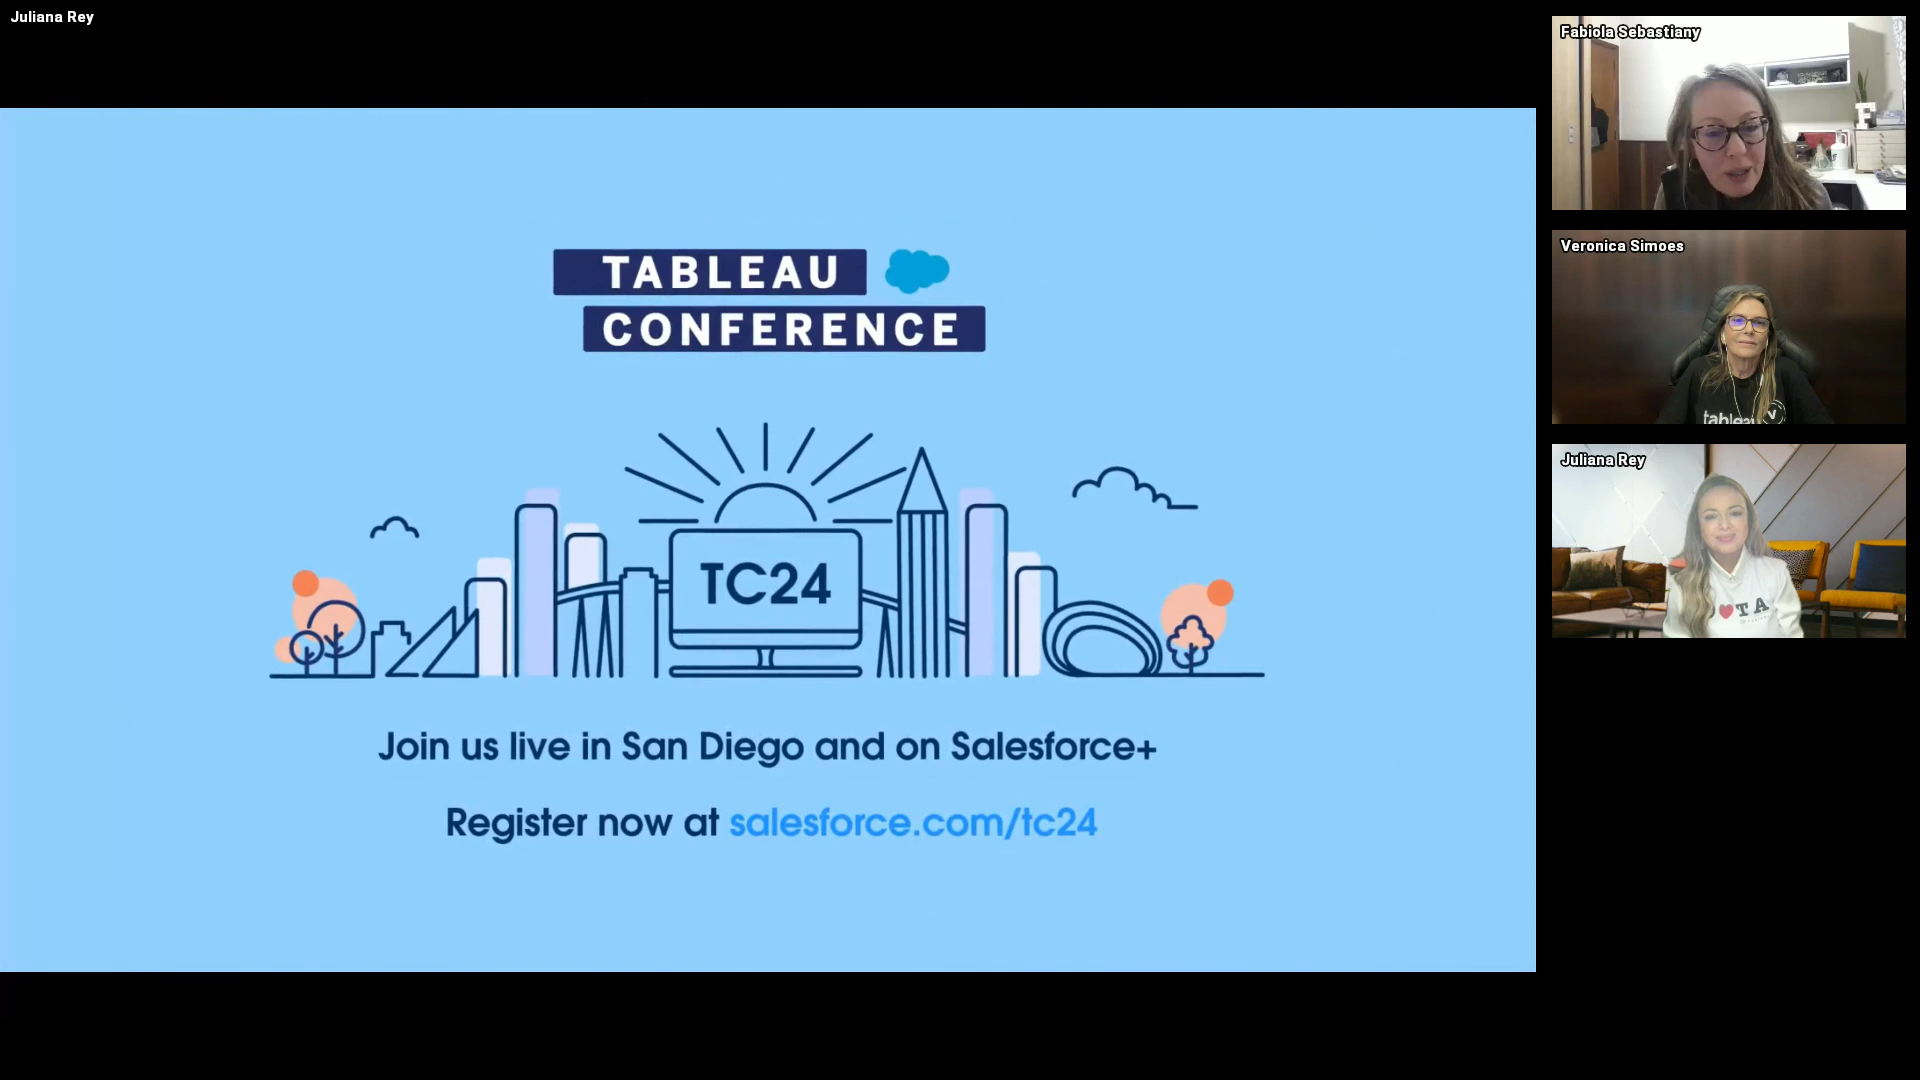 Juliana Rey
TABLEAU
CONFERENCE
TC24
Join us live in San Diego and on Salesforce+
Register now at salesforce.com/tc24
Fabiola Sebastiany
Veronica Simoes
Juliana Rey